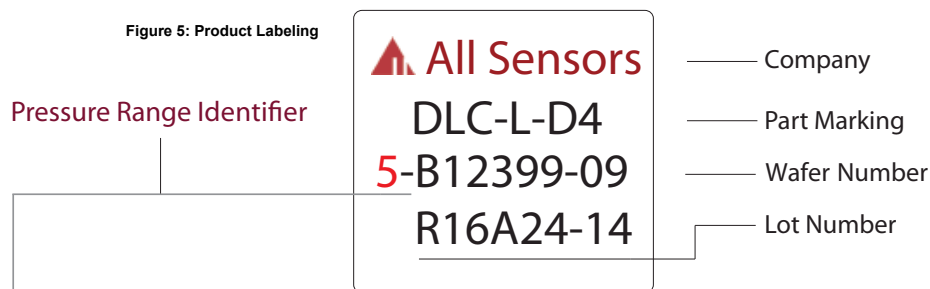 Figure 5: Product Labeling
All Sensors
Company
Pressure Range Identifier
DLC-L-D4
Part Marking
5-B12399-09
Wafer Number
R16A24-14
Lot Number